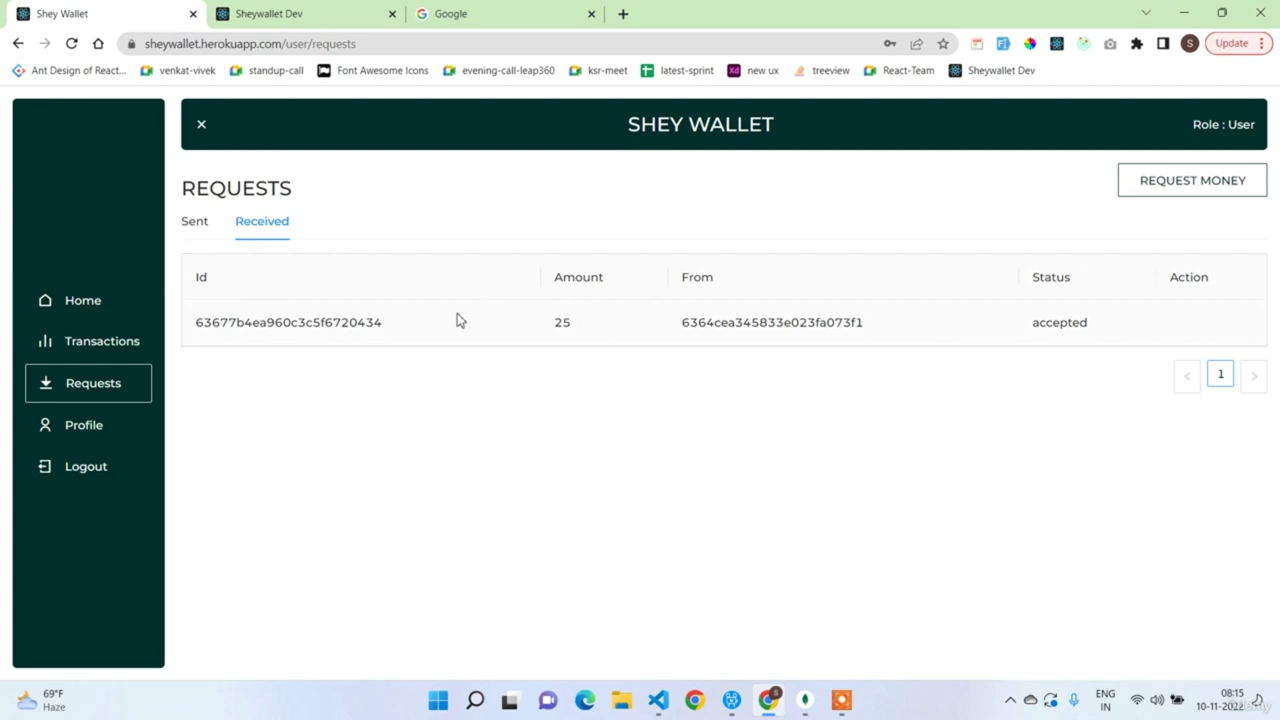 Shey Wallet
Sheywallet Dev
Google
sheywallet.herokuapp.com/user/requests
S
Update
Ant Design of React...
venkat-vivek
standup-call
Font Awesome Icons
evening-call-leap360
ksr-meet
latest-sprint
Xd new ux
treeview
React-Team
Sheywallet Dev
SHEY WALLET
Role : User
REQUESTS
REQUEST MONEY
Sent
Received
Id Amount From Status Action
63677b4ea960c3c5f6720434 25 6364cea345833e023fa073f1 accepted
< 1 >
Home
Transactions
Requests
Profile
Logout
69°F
Haze
ENG
IN
08:15
10-11-2022